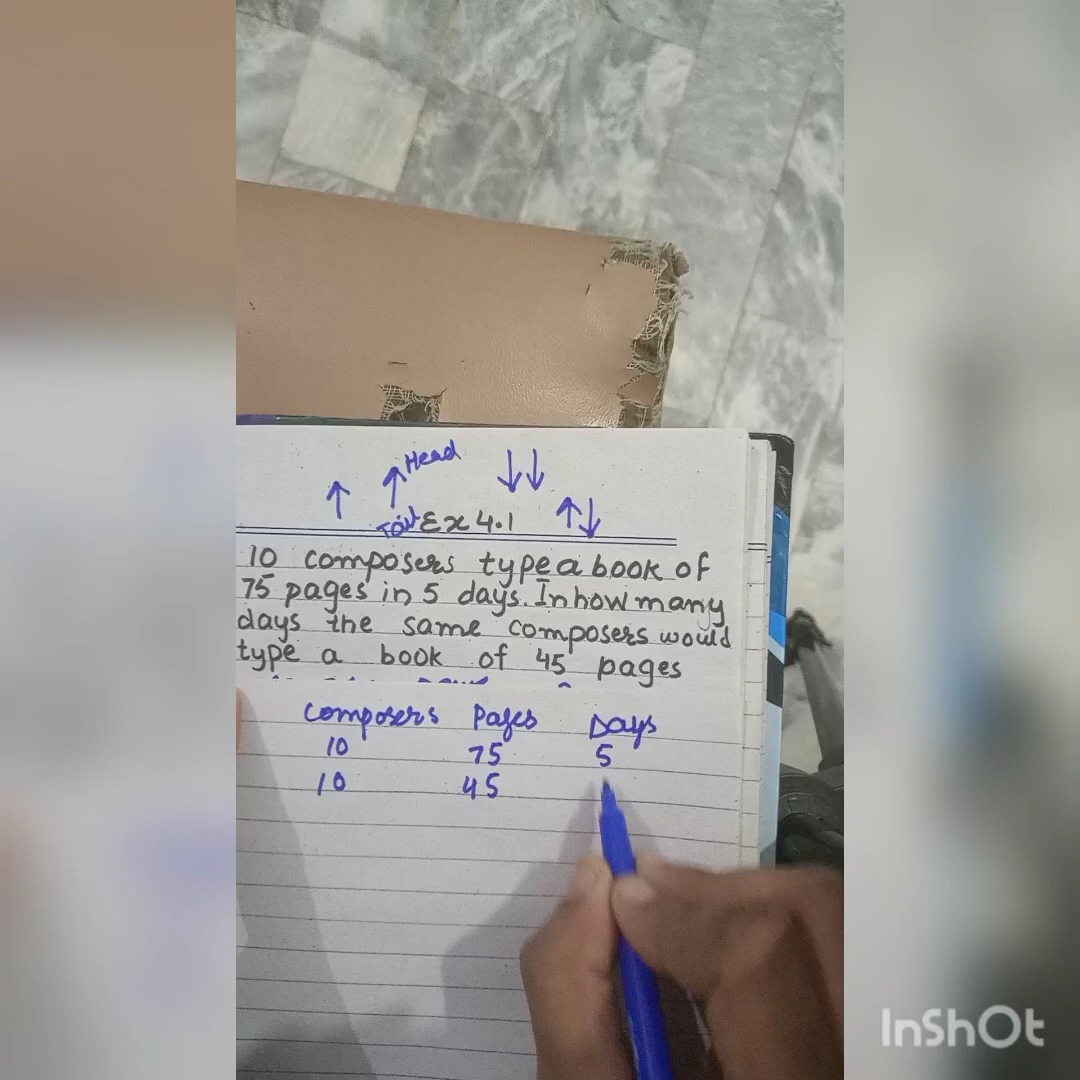 Head
Tail Ex 4.1
10 composers type a book of
75 pages in 5 days. In how many
days the same composers would
type a book of 45 pages
Composers Pages Days
10 75 5
10 45
InShOt